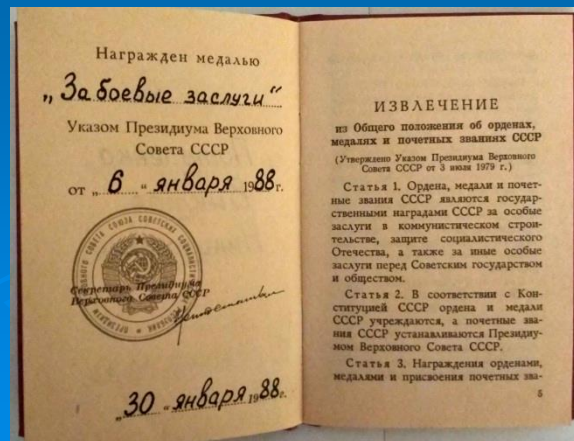 Награжден медалью
„За боевые заслуги“
Указом Президиума Верховного
Совета СССР
от „6“ января 1988г.
Секретарь Президиума
Верховного Совета СССР
„30“ января 1988г.
ИЗВЛЕЧЕНИЕ
из Общего положения об орденах,
медалях и почетных званиях СССР
(Утверждено Указом Президиума Верховного
Совета СССР от 3 июля 1979 г.)
Статья 1. Ордена, медали и почет-
ные звания СССР являются государ-
ственными наградами СССР за особые
заслуги в коммунистическом строи-
тельстве, защите социалистического
Отечества, а также за иные особые
заслуги перед Советским государством
и обществом.
Статья 2. В соответствии с Кон-
ституцией СССР ордена и медали
СССР учреждаются, а почетные зва-
ния СССР устанавливаются Президиу-
мом Верховного Совета СССР.
Статья 3. Награждения орденами,
медалями и присвоения почетных зва-
5